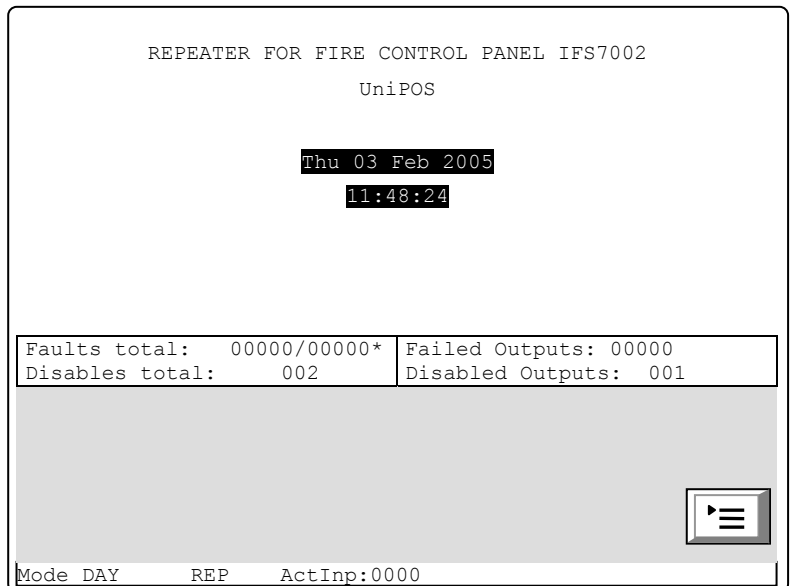 REPEATER FOR FIRE CONTROL PANEL IFS7002
UniPOS
Thu 03 Feb 2005
11:48:24
Faults total: 00000/00000*
Disables total: 002
Failed Outputs: 00000
Disabled Outputs: 001
Mode DAY REP ActInp:0000